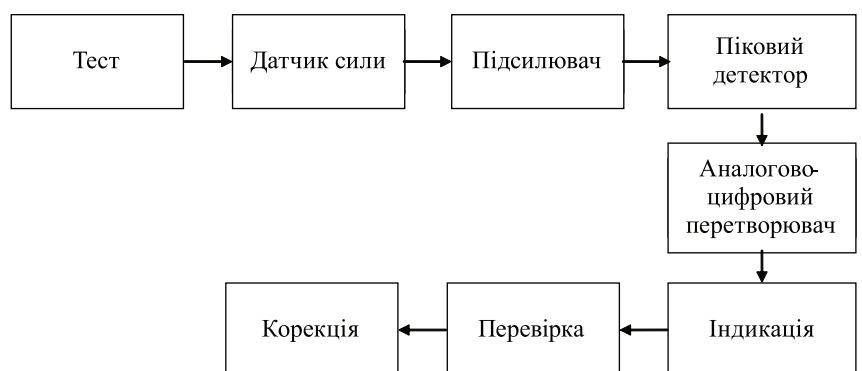 Тест
Датчик сили
Підсилювач
Піковий
детектор
Аналогово-
цифровий
перетворювач
Індикація
Перевірка
Корекція